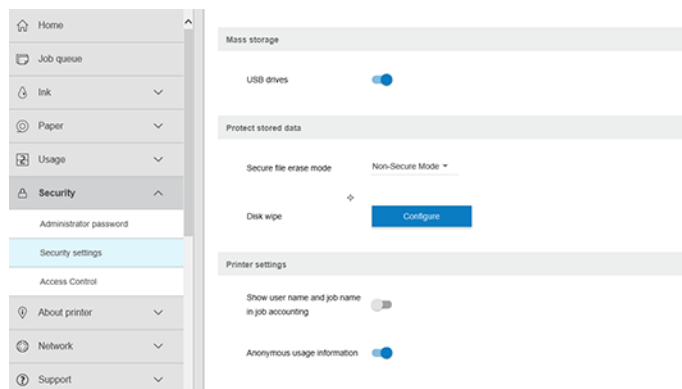 Home
Job queue
Ink
Paper
Usage
Security
Administrator password
Security settings
Access Control
About printer
Network
Support
Mass storage
USB drives
Protect stored data
Secure file erase mode
Non-Secure Mode
Disk wipe
Configure
Printer settings
Show user name and job name
in job accounting
Anonymous usage information